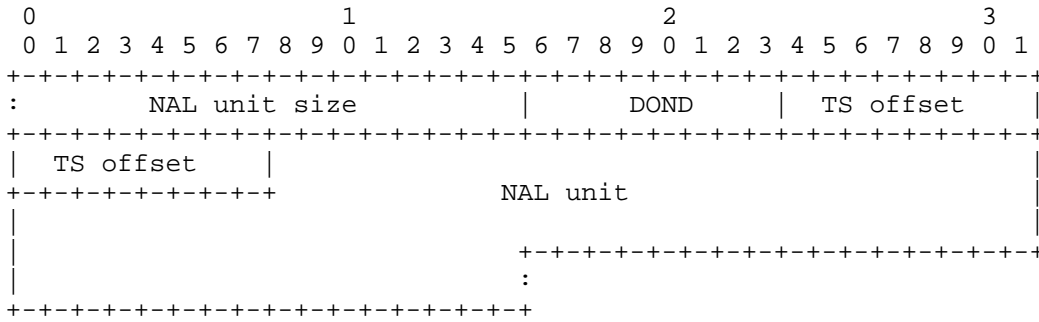 0                   1                   2                   3
 0 1 2 3 4 5 6 7 8 9 0 1 2 3 4 5 6 7 8 9 0 1 2 3 4 5 6 7 8 9 0 1
+-+-+-+-+-+-+-+-+-+-+-+-+-+-+-+-+-+-+-+-+-+-+-+-+-+-+-+-+-+-+-+-+
:        NAL unit size          |      DOND     |  TS offset    |
+-+-+-+-+-+-+-+-+-+-+-+-+-+-+-+-+-+-+-+-+-+-+-+-+-+-+-+-+-+-+-+-+
|  TS offset    |                                               |
+-+-+-+-+-+-+-+-+              NAL unit                         |
|                                                               |
|                               +-+-+-+-+-+-+-+-+-+-+-+-+-+-+-+-+
|                               :
+-+-+-+-+-+-+-+-+-+-+-+-+-+-+-+-+